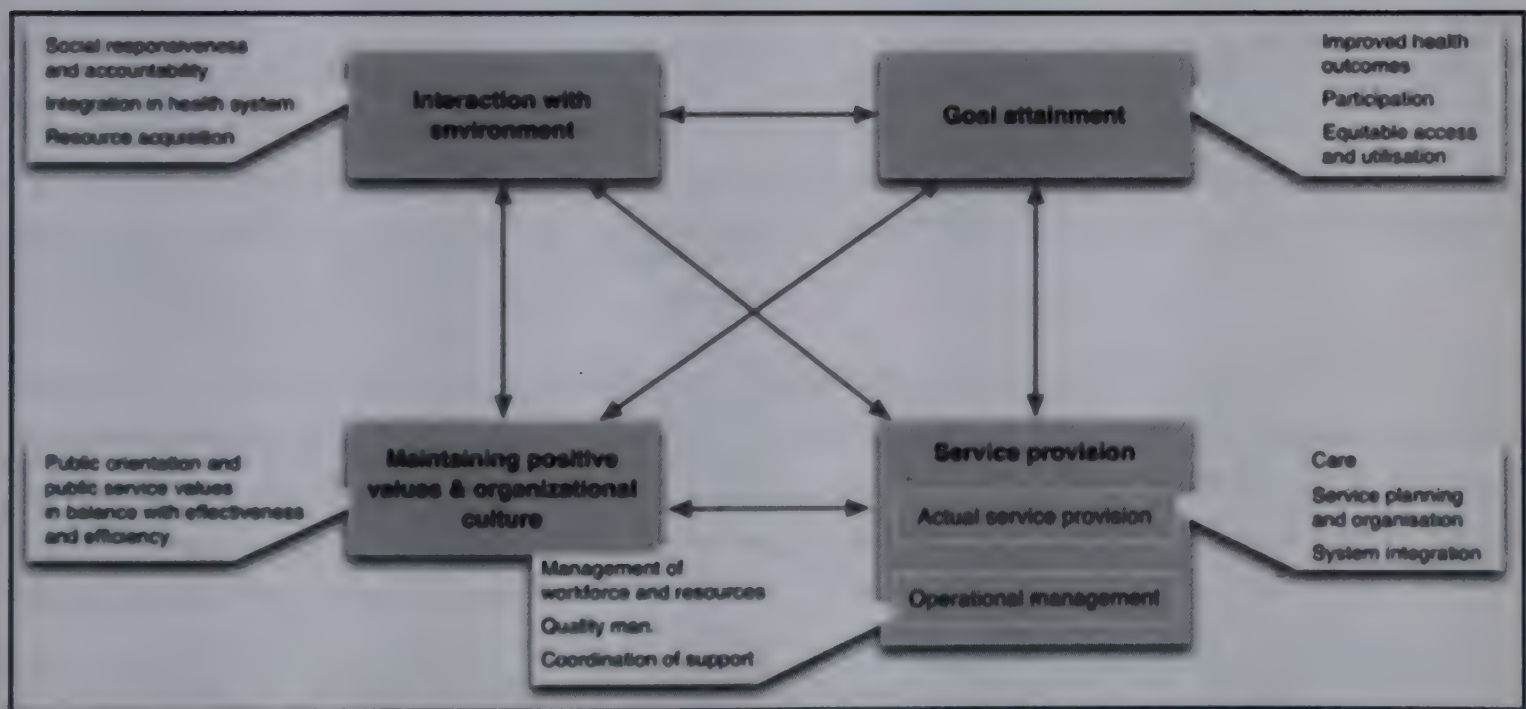 Social responsiveness
and accountability
Integration in health system
Resource acquisition
Interaction with
environment
Goal attainment
Improved health
outcomes
Participation
Equitable access
and utilisation
Public orientation and
public service values
in balance with effectiveness
and efficiency
Maintaining positive
values & organizational
culture
Management of
workforce and resources
Quality man.
Coordination of support
Service provision
Actual service provision
Operational management
Care
Service planning
and organisation
System integration